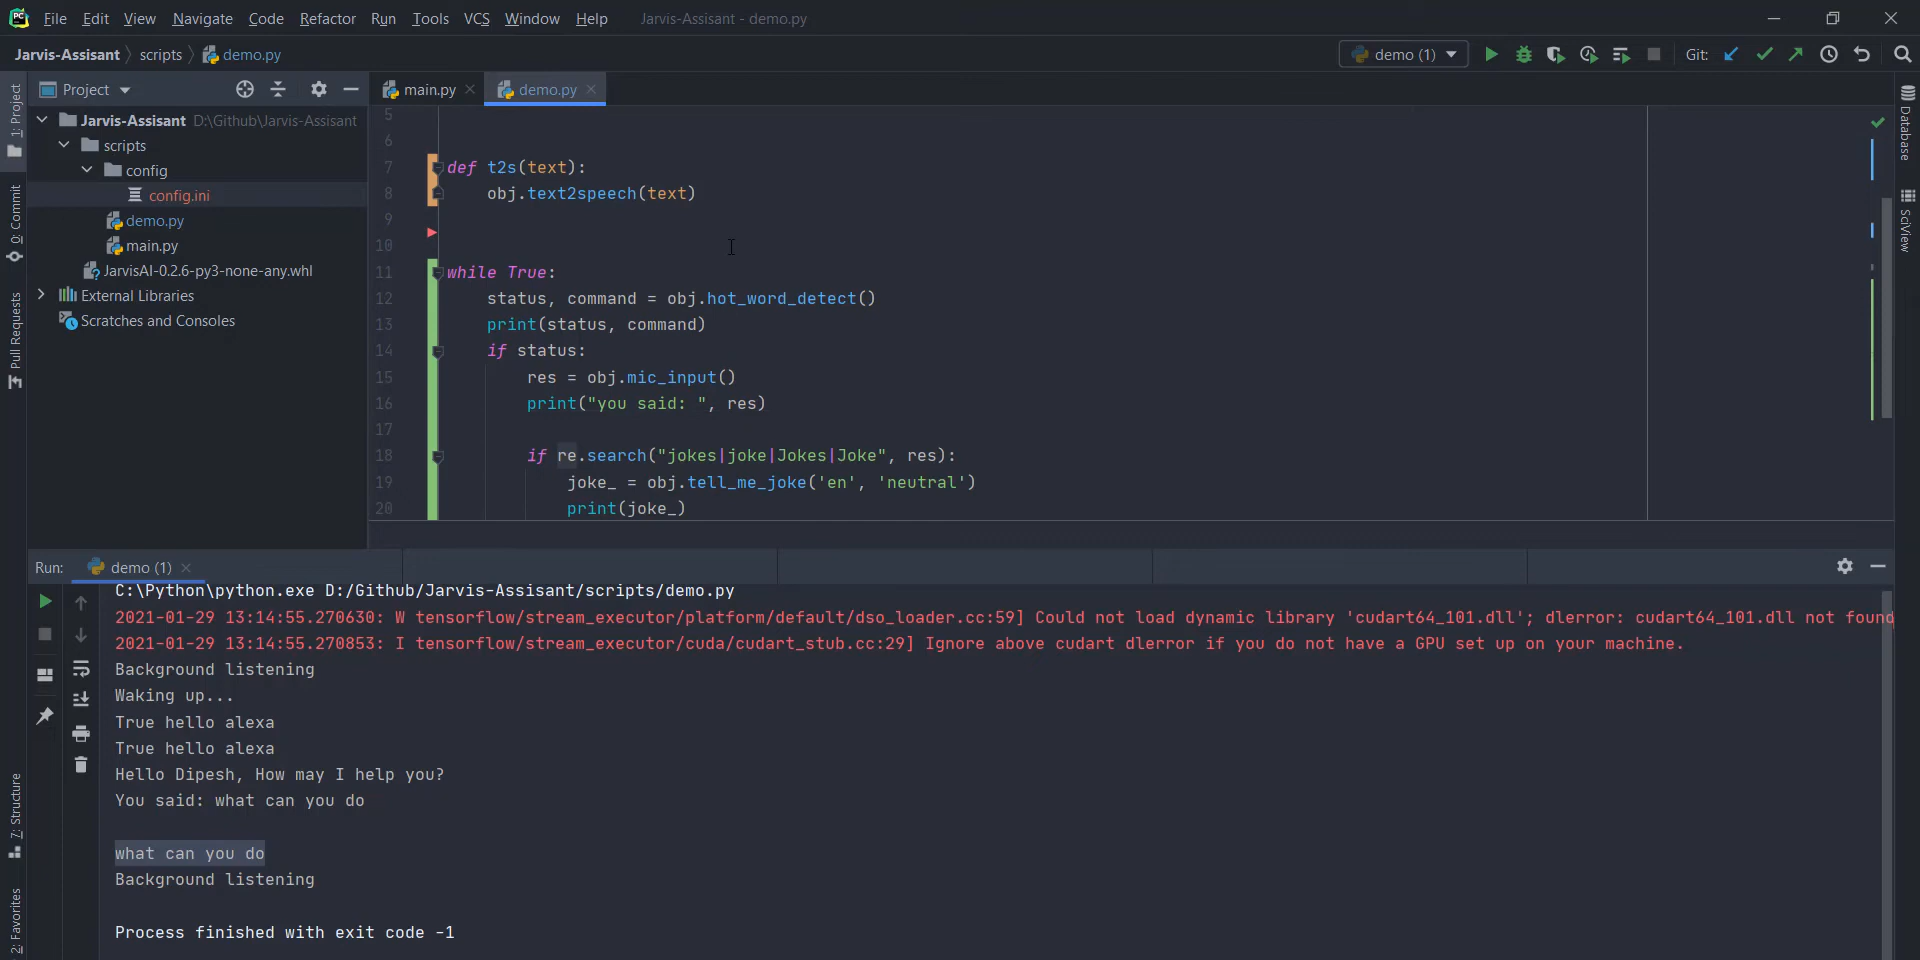 File Edit View Navigate Code Refactor Run Tools VCS Window Help Jarvis-Assisant - demo.py
Jarvis-Assisant scripts demo.py demo (1) Git:
Project main.py demo.py
1: Project
0: Commit
Pull Requests
7: Structure
2: Favorites
Jarvis-Assisant D:\Github\Jarvis-Assisant
scripts
config
config.ini
demo.py
main.py
JarvisAI-0.2.6-py3-none-any.whl
External Libraries
Scratches and Consoles
5
6
7 def t2s(text):
8 obj.text2speech(text)
9
10
11 while True:
12 status, command = obj.hot_word_detect()
13 print(status, command)
14 if status:
15 res = obj.mic_input()
16 print("you said: ", res)
17
18 if re.search("jokes|joke|Jokes|Joke", res):
19 joke_ = obj.tell_me_joke('en', 'neutral')
20 print(joke_)
Database
SciView
Run: demo (1)
C:\Python\python.exe D:/Github/Jarvis-Assisant/scripts/demo.py
2021-01-29 13:14:55.270630: W tensorflow/stream_executor/platform/default/dso_loader.cc:59] Could not load dynamic library 'cudart64_101.dll'; dlerror: cudart64_101.dll not found
2021-01-29 13:14:55.270853: I tensorflow/stream_executor/cuda/cudart_stub.cc:29] Ignore above cudart dlerror if you do not have a GPU set up on your machine.
Background listening
Waking up...
True hello alexa
True hello alexa
Hello Dipesh, How may I help you?
You said: what can you do
what can you do
Background listening
Process finished with exit code -1